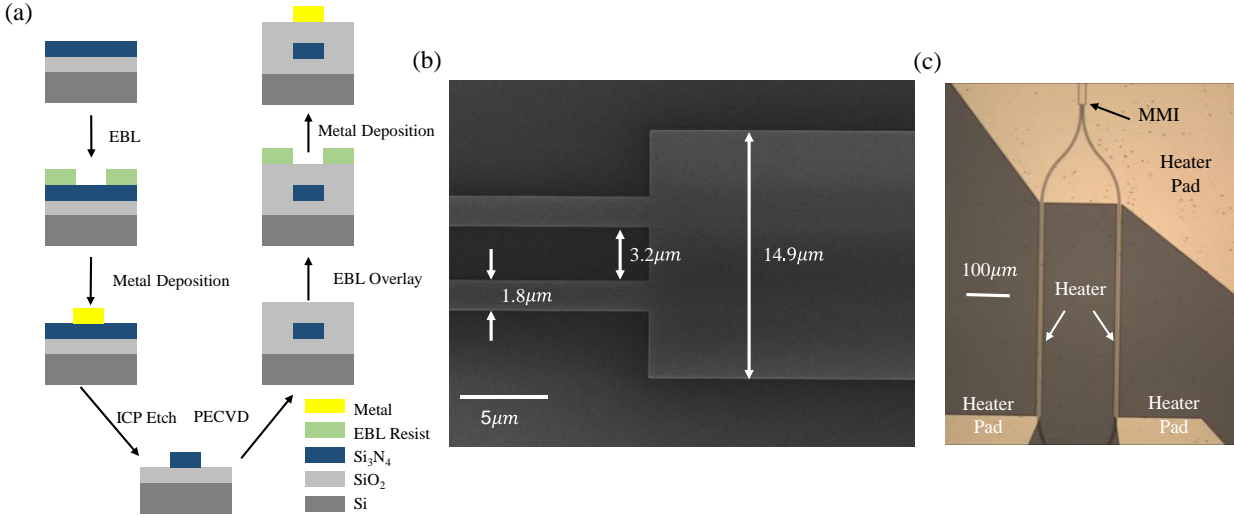 (a)
EBL
Metal Deposition
ICP Etch
PECVD
EBL Overlay
Metal Deposition
Metal
EBL Resist
Si₃N₄
SiO₂
Si
(b)
3.2μm
14.9μm
1.8μm
5μm
(c)
MMI
Heater
Pad
100μm
Heater
Heater
Pad
Heater
Pad